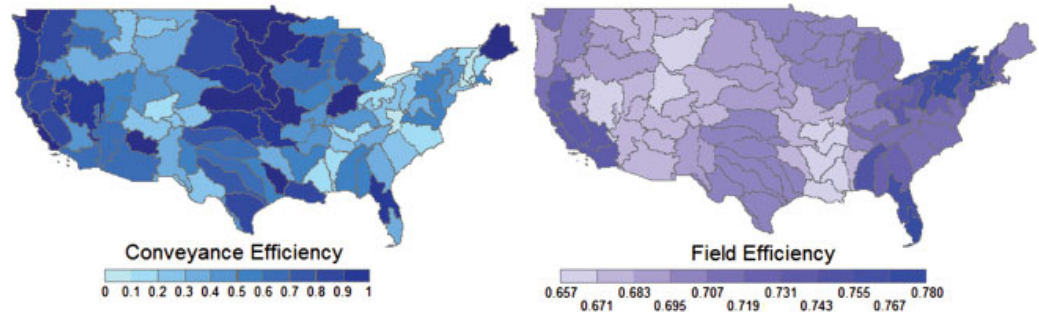 Conveyance Efficiency
0 0.1 0.2 0.3 0.4 0.5 0.6 0.7 0.8 0.9 1
Field Efficiency
0.657 0.683 0.707 0.731 0.755 0.780
0.671 0.695 0.719 0.743 0.767